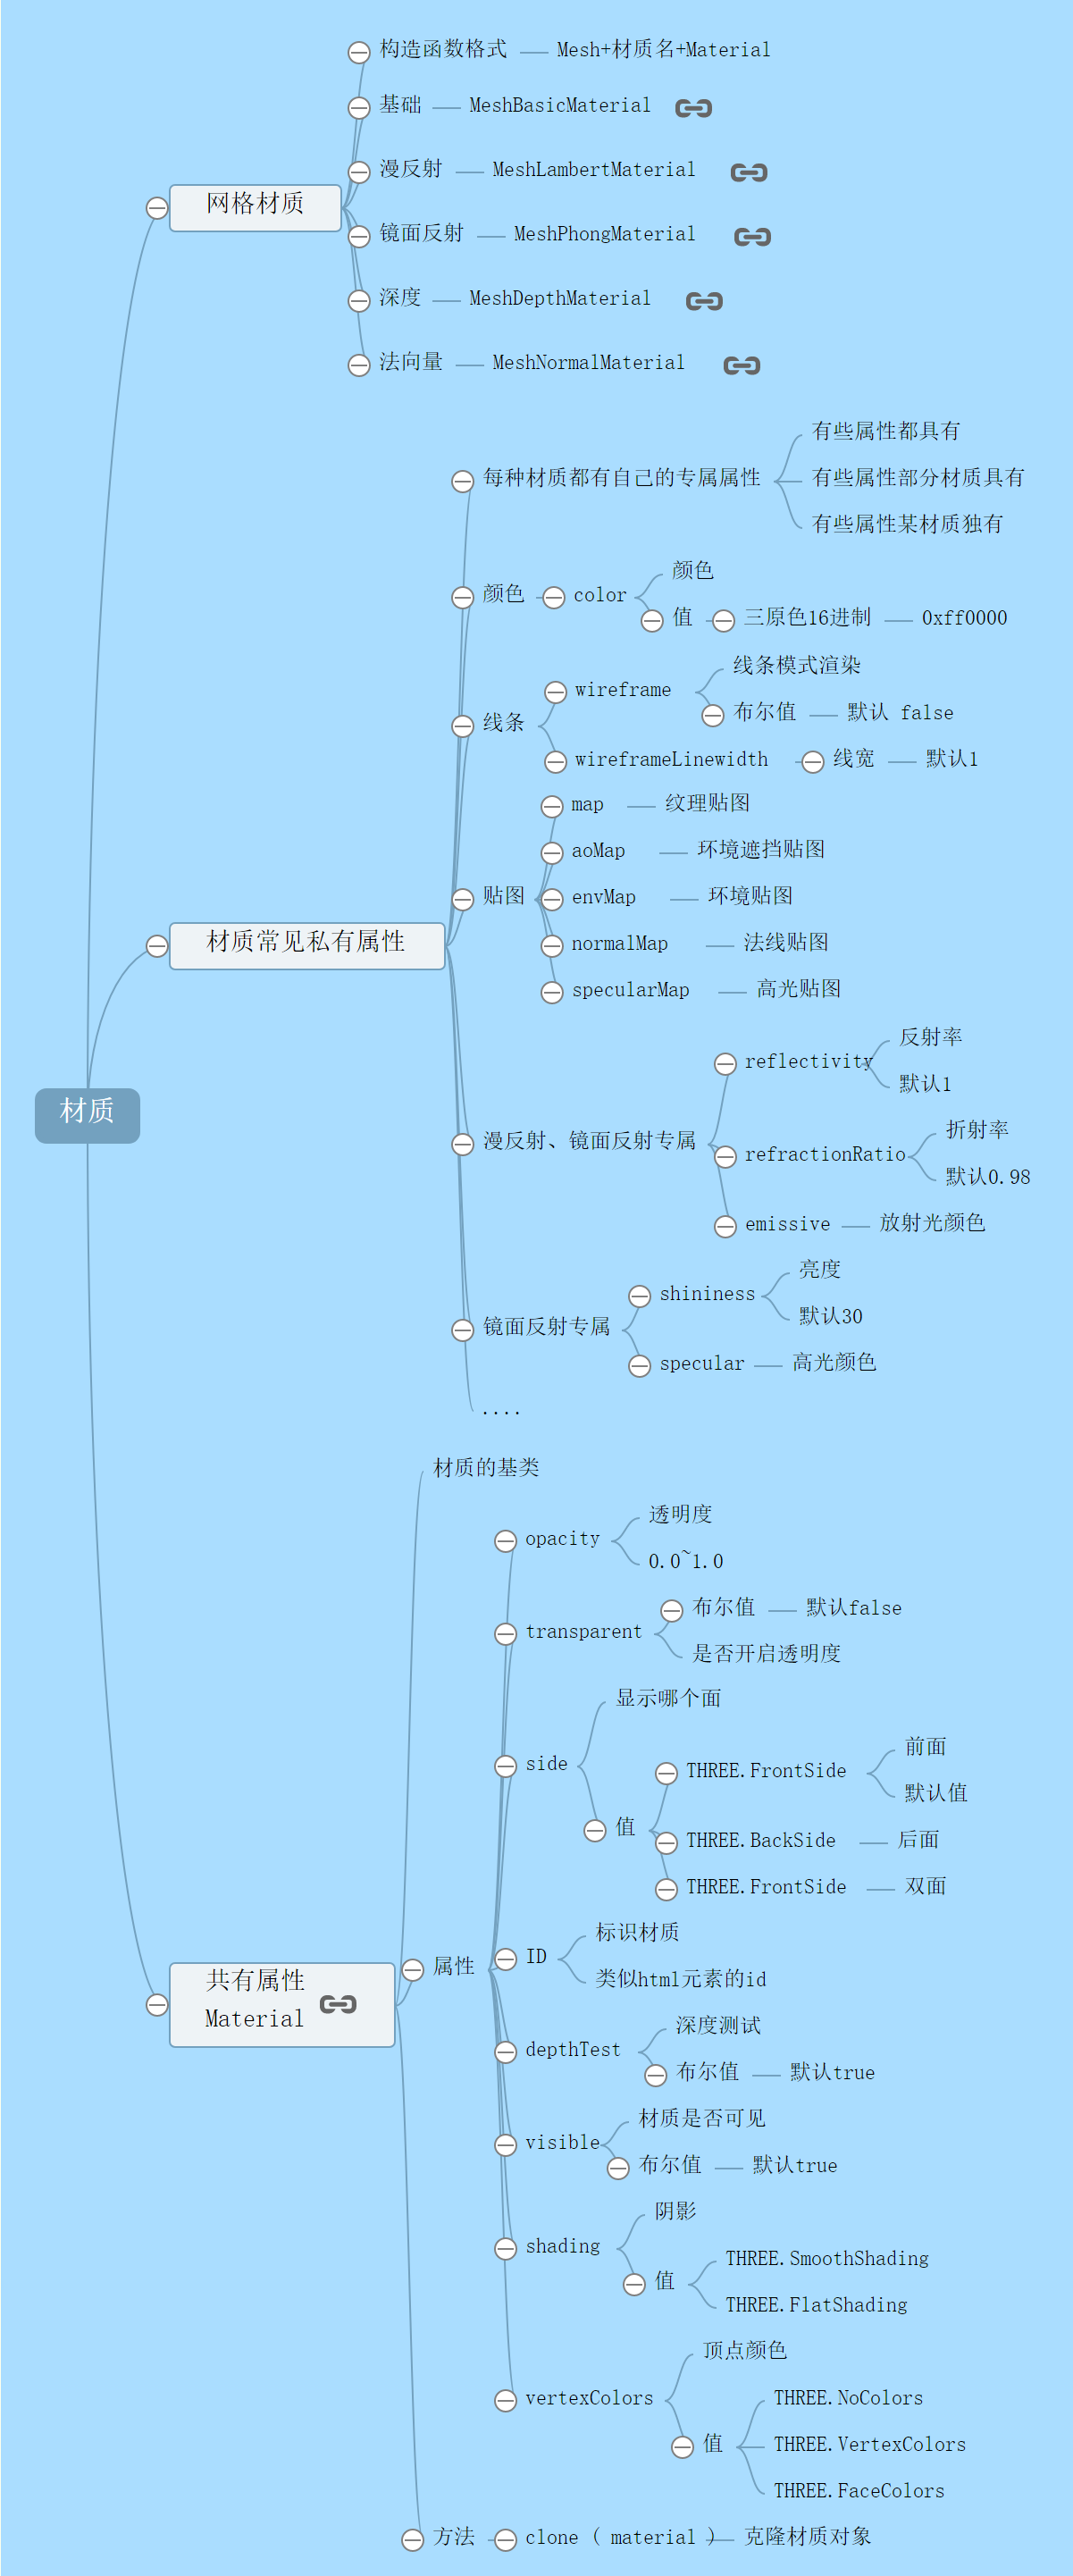 构造函数格式 Mesh+材质名+Material
基础 MeshBasicMaterial
漫反射 MeshLambertMaterial
网格材质
镜面反射 MeshPhongMaterial
深度 MeshDepthMaterial
法向量 MeshNormalMaterial
有些属性都具有
每种材质都有自己的专属属性 有些属性部分材质具有
有些属性某材质独有
颜色
颜色 color
值 三原色16进制 0xff0000
线条模式渲染
wireframe
布尔值 默认 false
线条
wireframeLinewidth 线宽 默认1
map 纹理贴图
aoMap 环境遮挡贴图
贴图 envMap 环境贴图
材质常见私有属性
normalMap 法线贴图
specularMap 高光贴图
反射率
reflectivity
默认1
材质
折射率
漫反射、镜面反射专属
refractionRatio
默认0.98
emissive 放射光颜色
亮度
shininess
默认30
镜面反射专属
specular 高光颜色
....
材质的基类
透明度
opacity
0.0~1.0
布尔值 默认false
transparent
是否开启透明度
显示哪个面
前面
side
THREE.FrontSide
默认值
值
THREE.BackSide 后面
THREE.FrontSide 双面
标识材质
ID
属性
类似html元素的id
共有属性
Material
深度测试
depthTest
布尔值 默认true
材质是否可见
visible
布尔值 默认true
阴影
shading
THREE.SmoothShading
值
THREE.FlatShading
顶点颜色
vertexColors
THREE.NoColors
值 THREE.VertexColors
THREE.FaceColors
方法 clone ( material ) 克隆材质对象